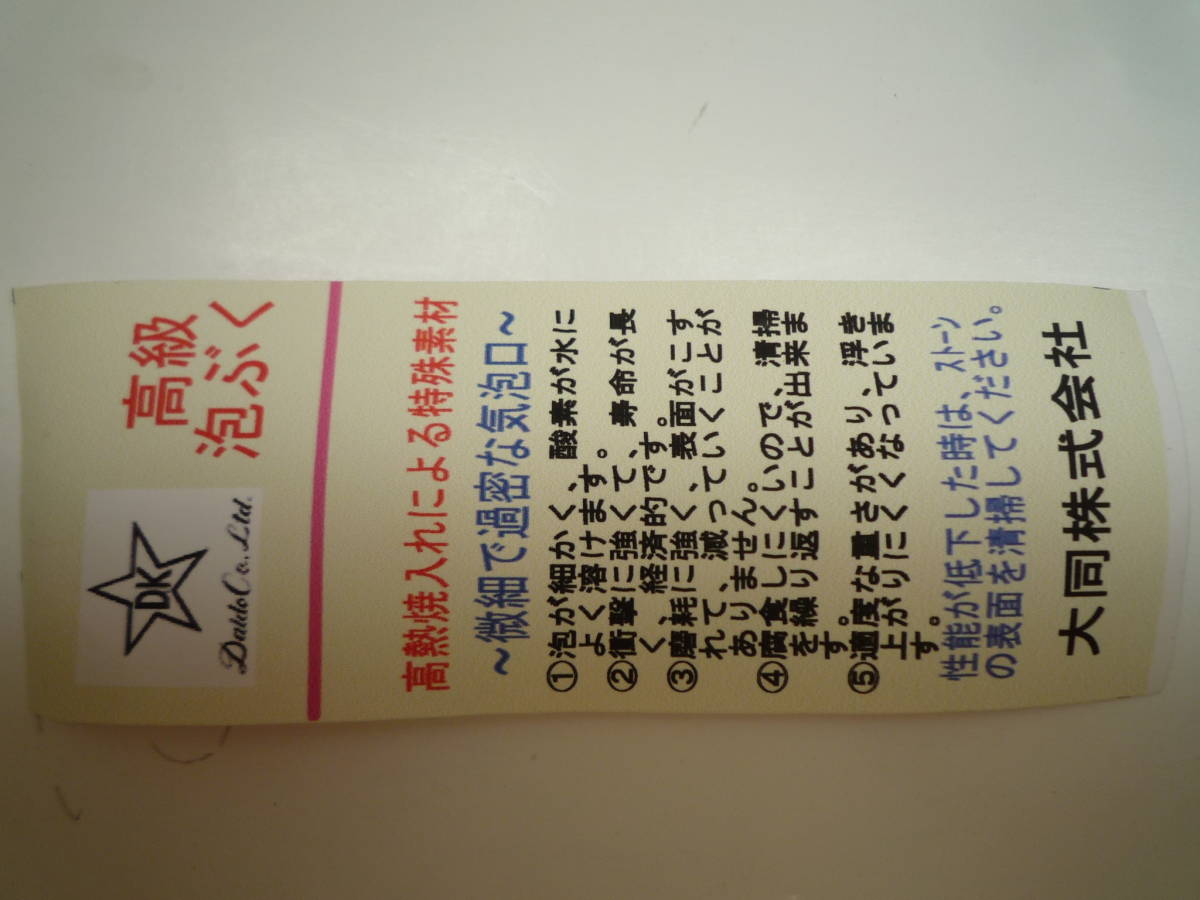 DK
Daido Co.,Ltd.
高級
泡ぶく
高熱焼入れによる特殊素材
~微細で過密な気泡口~
①泡が細かく、酸素が水に
よく溶けます。
②衝撃に強くて、寿命が長
く、経済的です。
③磨耗に強く、表面がこす
れて、減っていくことが
ありません。
④腐食しにくいので、清掃
を繰り返すことが出来ま
す。
⑤適度な重さがあり、浮き
上がりにくくなっていま
す。
性能が低下した時は、ストーン
の表面を清掃してください。
大同株式会社